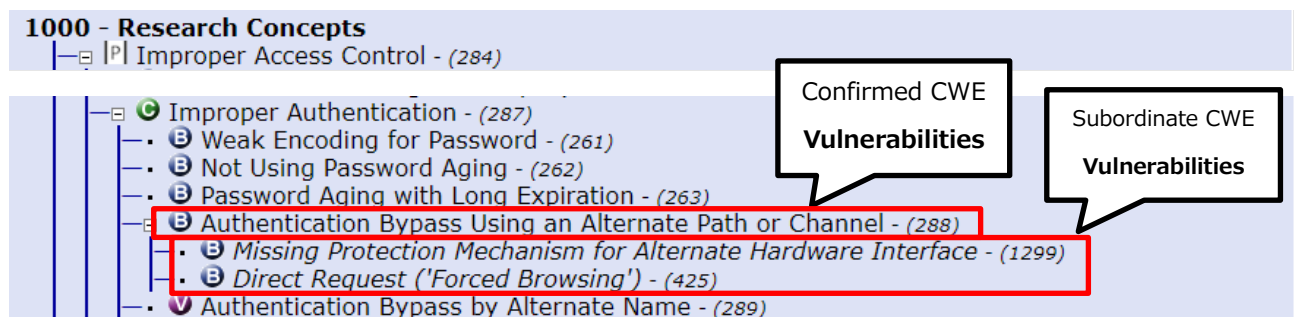 1000 - Research Concepts
P Improper Access Control - (284)
Confirmed CWE
Vulnerabilities
Subordinate CWE
Vulnerabilities
C Improper Authentication - (287)
B Weak Encoding for Password - (261)
B Not Using Password Aging - (262)
B Password Aging with Long Expiration - (263)
B Authentication Bypass Using an Alternate Path or Channel - (288)
B Missing Protection Mechanism for Alternate Hardware Interface - (1299)
B Direct Request ('Forced Browsing') - (425)
V Authentication Bypass by Alternate Name - (289)